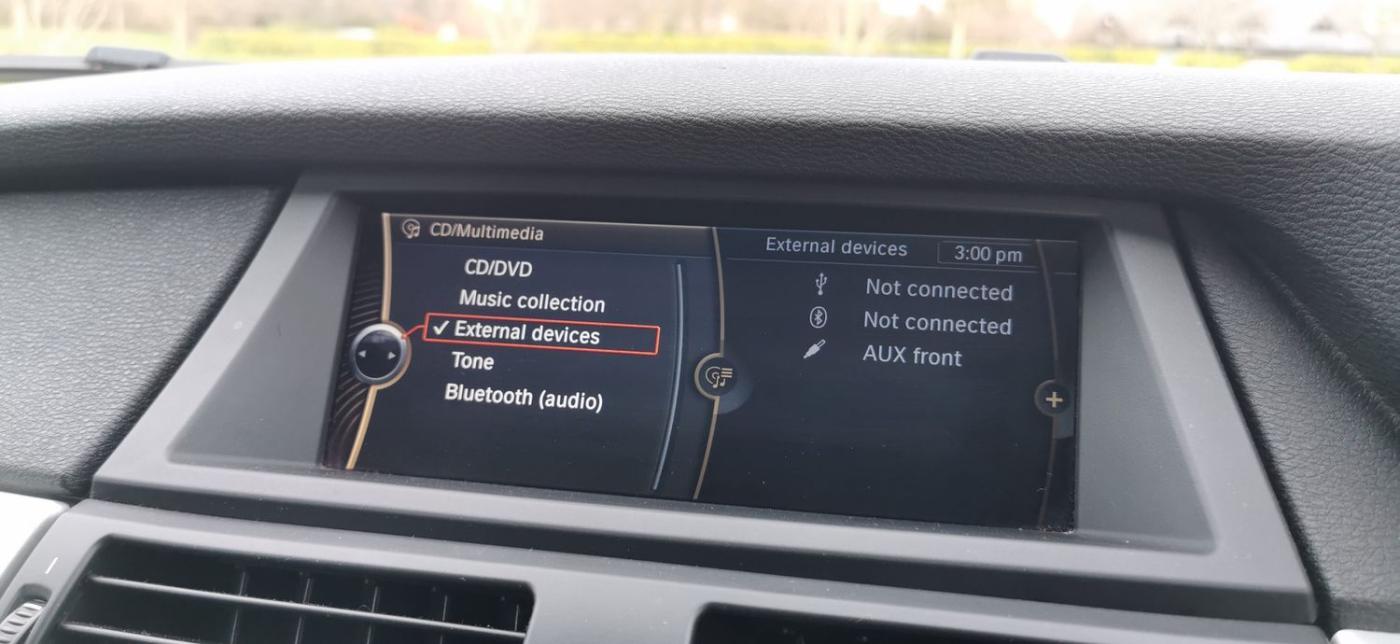 CD/Multimedia
CD/DVD
Music collection
✓ External devices
Tone
Bluetooth (audio)
External devices 3:00 pm
Not connected
Not connected
AUX front